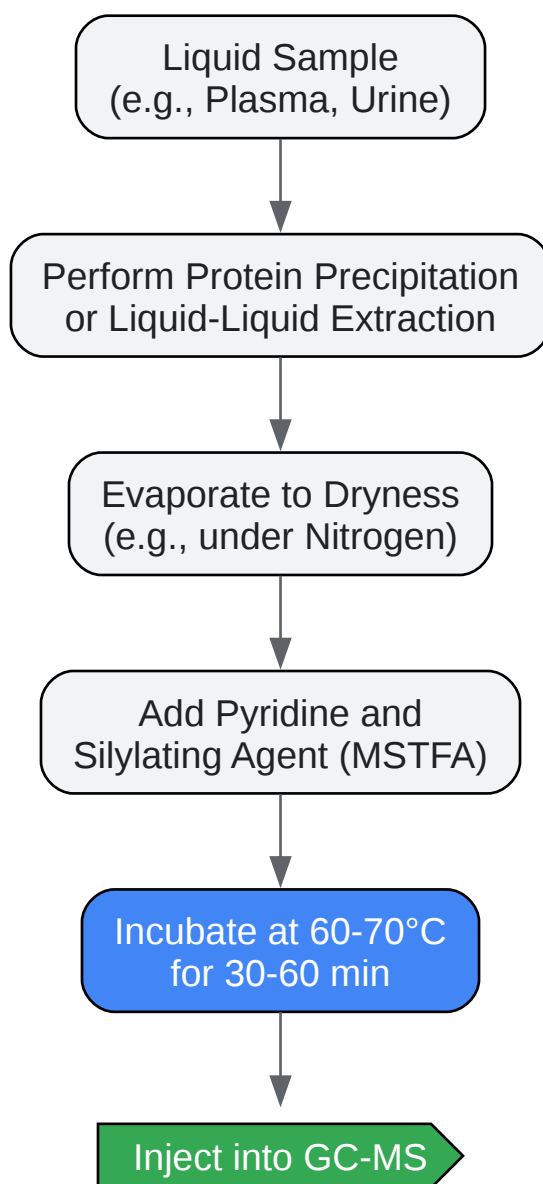 Liquid Sample
(e.g., Plasma, Urine)
Perform Protein Precipitation
or Liquid-Liquid Extraction
Evaporate to Dryness
(e.g., under Nitrogen)
Add Pyridine and
Silylating Agent (MSTFA)
Incubate at 60-70°C
for 30-60 min
Inject into GC-MS